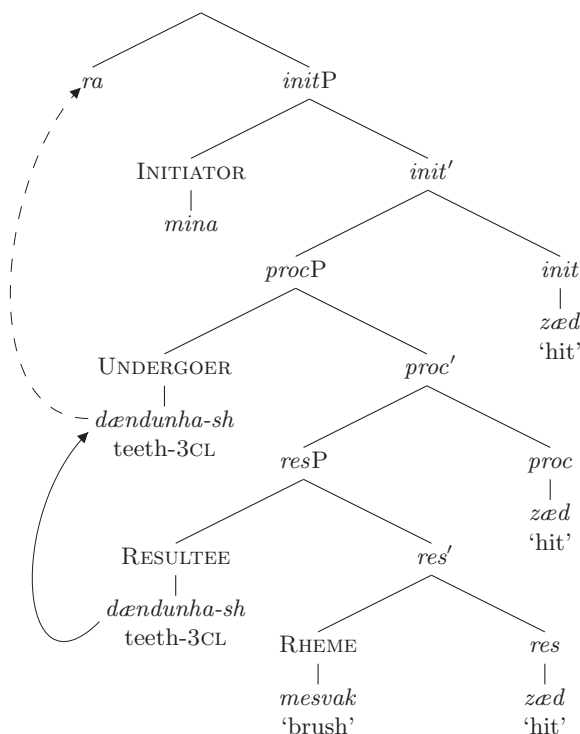 ra initP
INITIATOR init′
mina
procP init
zæd
‘hit’
UNDERGOER proc′
dændunha-sh
teeth-3CL
resP proc
zæd
‘hit’
RESULTEE res′
dændunha-sh
teeth-3CL
RHEME res
mesvak zæd
‘brush’ ‘hit’